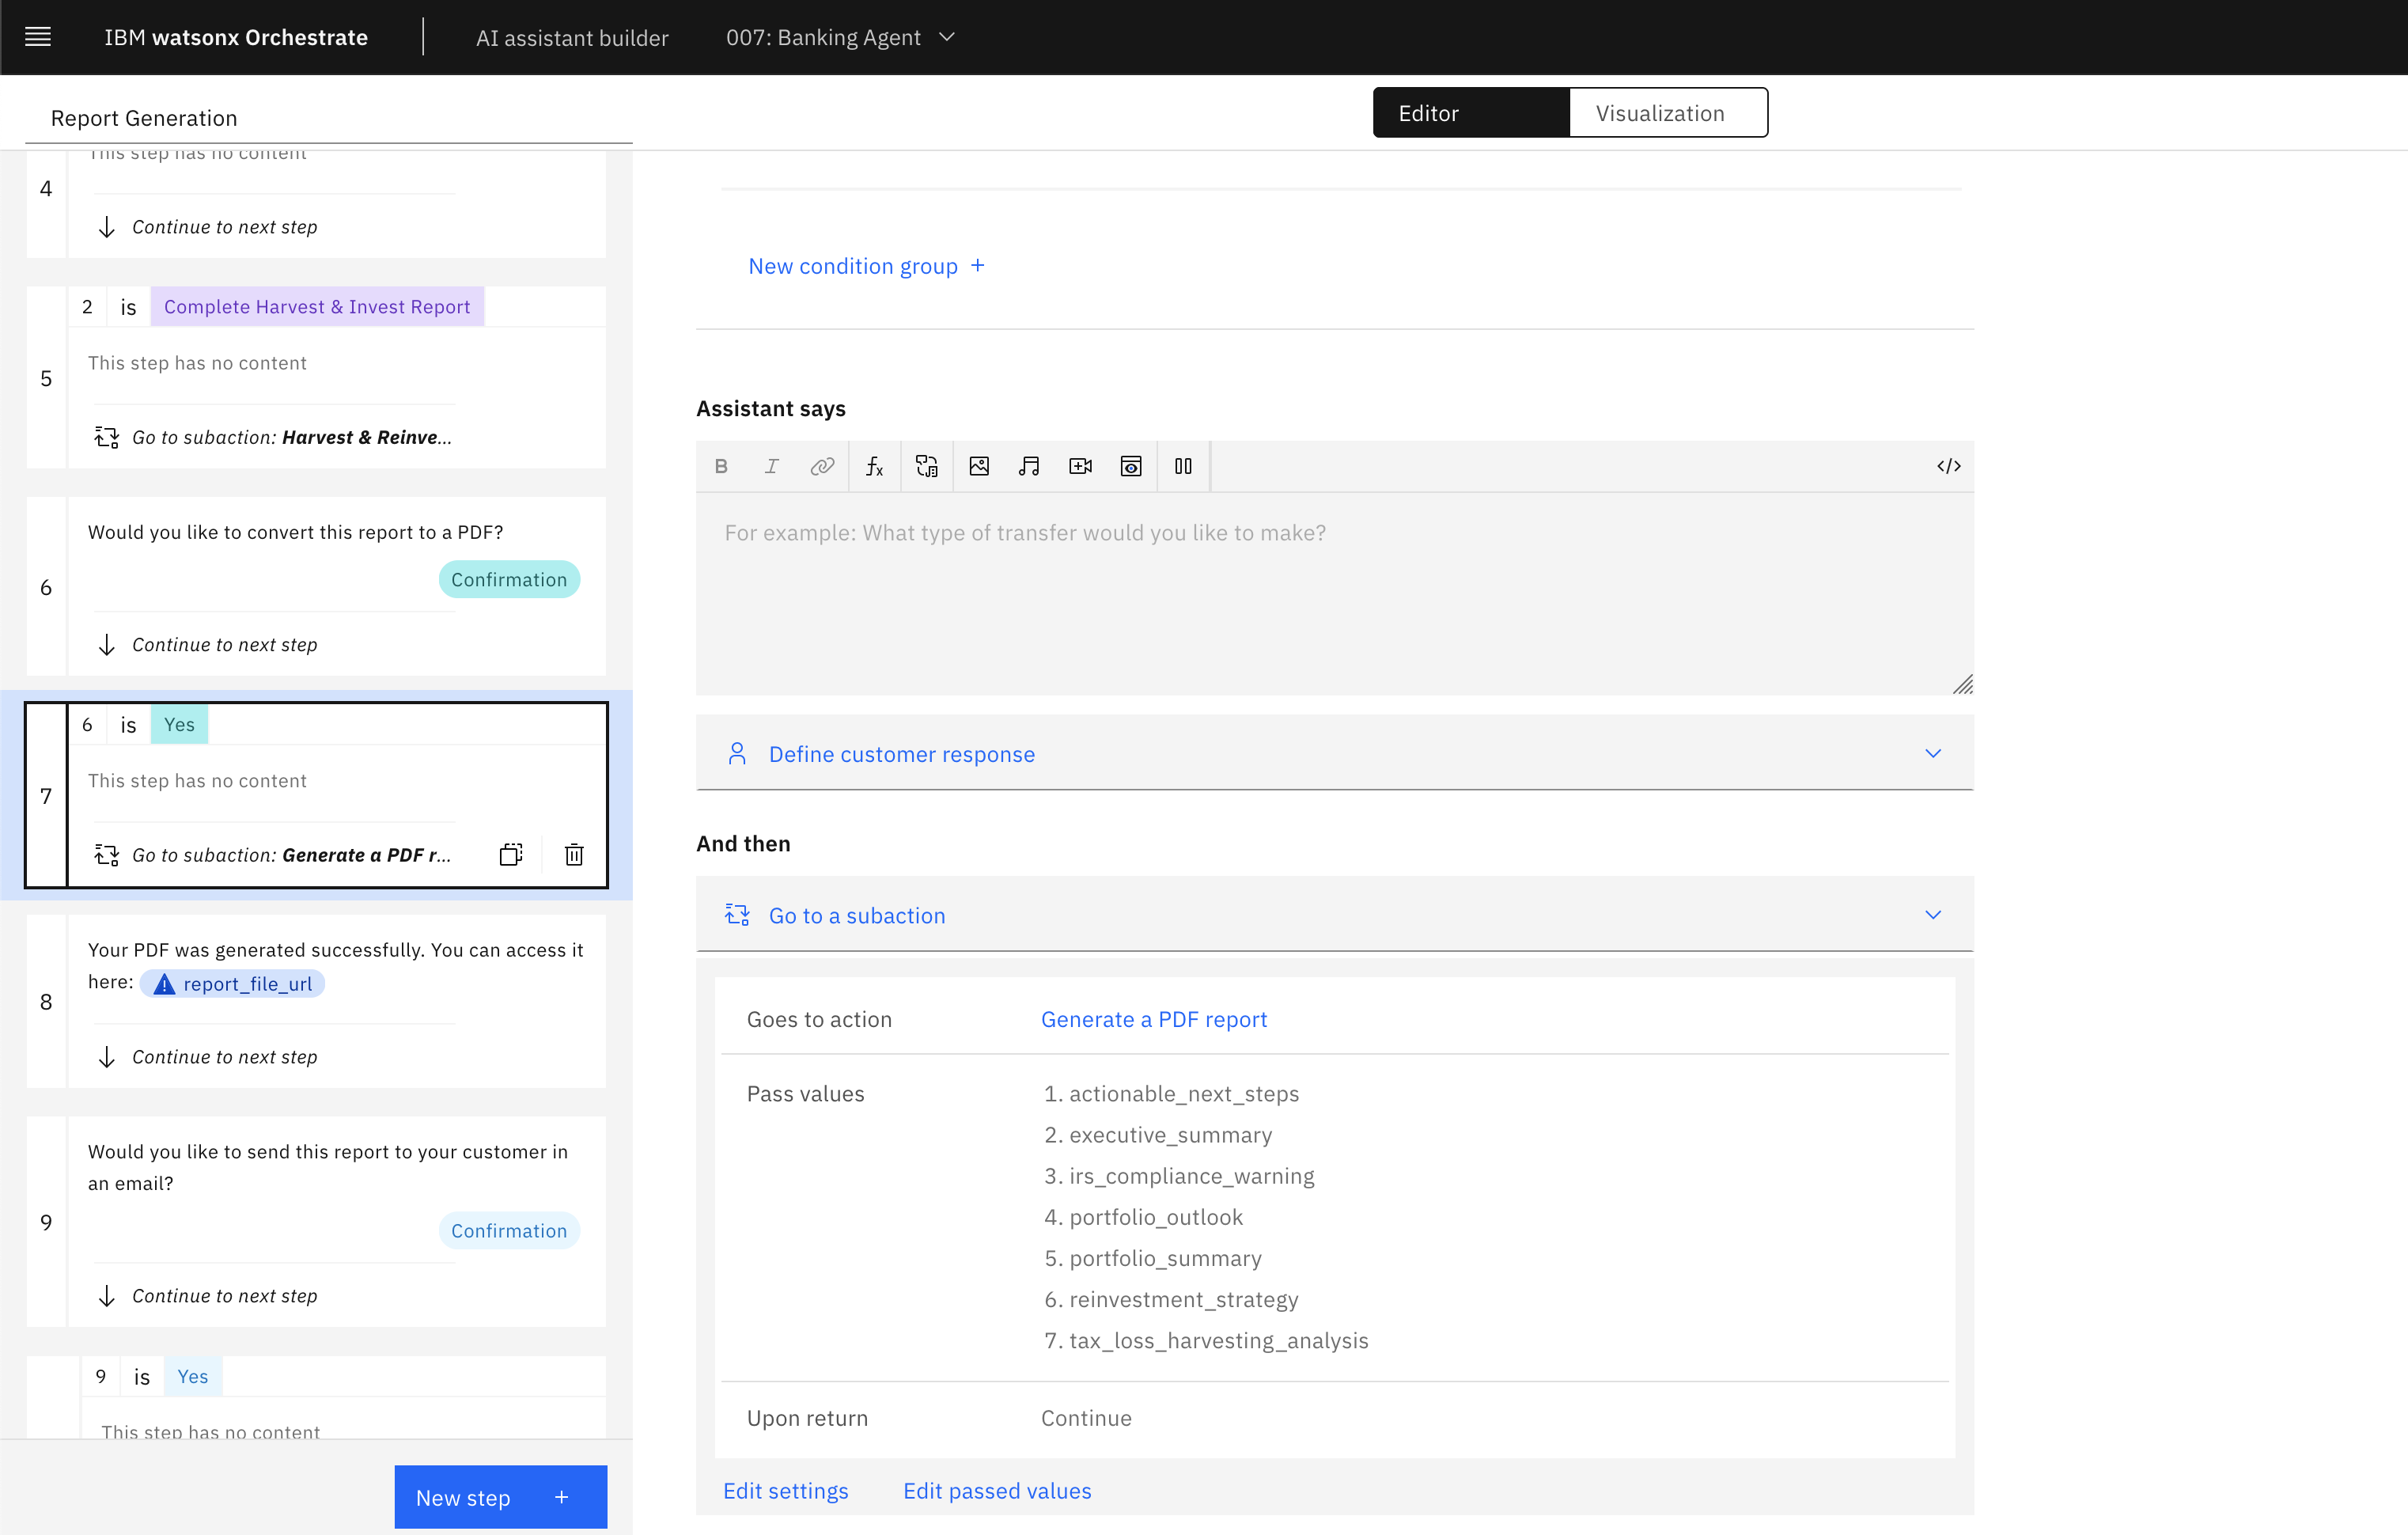 IBM watsonx Orchestrate
AI assistant builder
007: Banking Agent
Report Generation
Editor
Visualization
This step has no content
4
Continue to next step
2 is Complete Harvest & Invest Report
This step has no content
5
Go to subaction: Harvest & Reinve...
Would you like to convert this report to a PDF?
6
Confirmation
Continue to next step
6 is Yes
This step has no content
7
Go to subaction: Generate a PDF r...
Your PDF was generated successfully. You can access it
here: report_file_url
8
Continue to next step
Would you like to send this report to your customer in
an email?
9
Confirmation
Continue to next step
9 is Yes
This step has no content
New step +
New condition group +
Assistant says
B I fx </>
For example: What type of transfer would you like to make?
Define customer response
And then
Go to a subaction
Goes to action Generate a PDF report
Pass values 1. actionable_next_steps
2. executive_summary
3. irs_compliance_warning
4. portfolio_outlook
5. portfolio_summary
6. reinvestment_strategy
7. tax_loss_harvesting_analysis
Upon return Continue
Edit settings Edit passed values